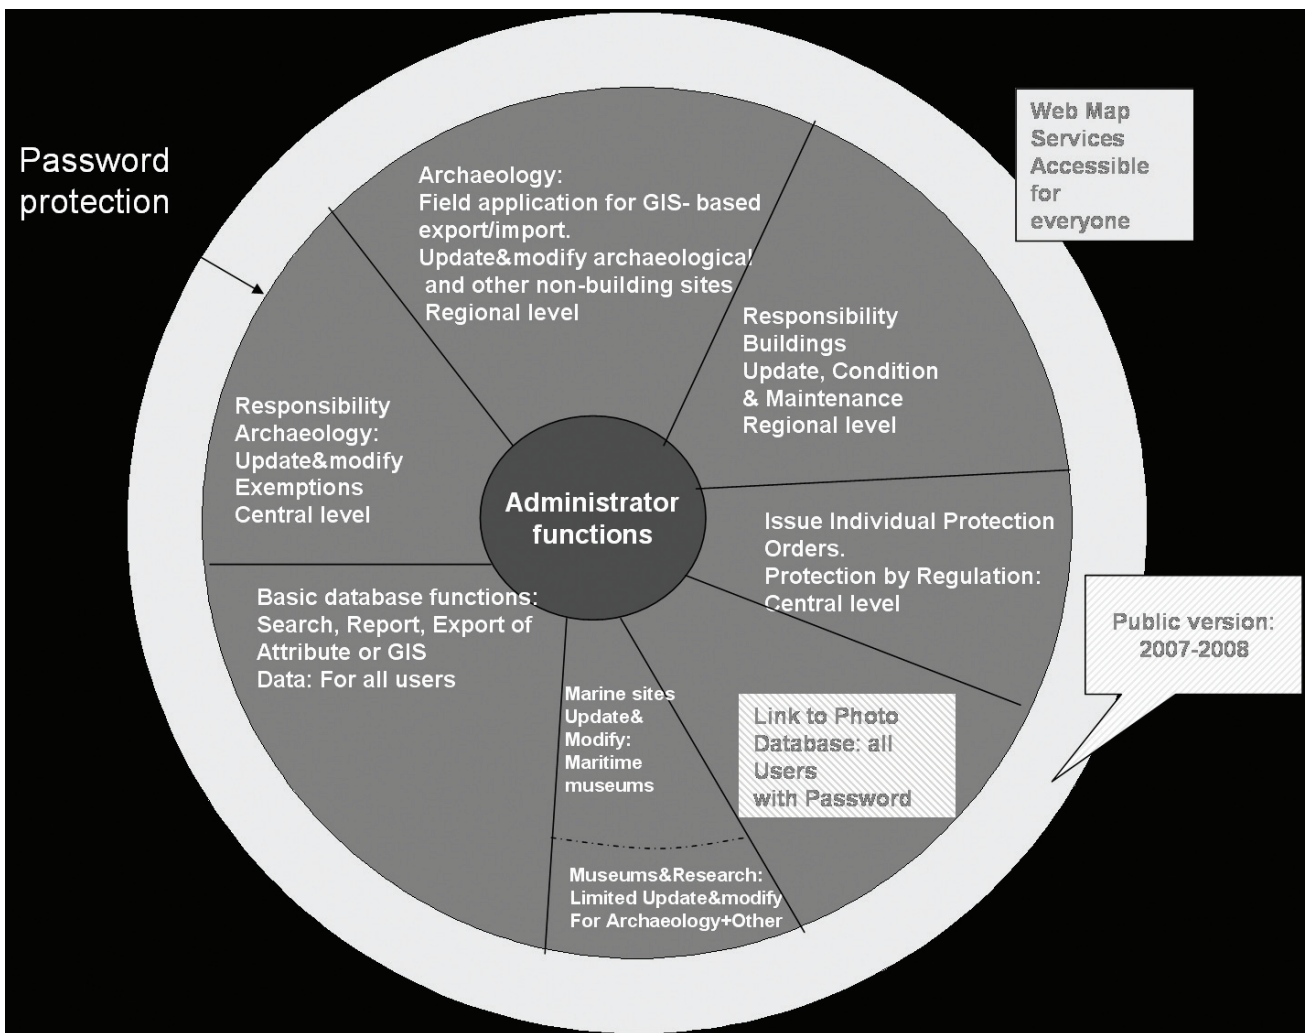 Password
protection
Web Map
Services
Accessible
for
everyone
Archaeology:
Field application for GIS- based
export/import.
Update&modify archaeological
and other non-building sites
Regional level
Responsibility
Buildings
Update, Condition
& Maintenance
Regional level
Responsibility
Archaeology:
Update&modify
Exemptions
Central level
Administrator
functions
Issue Individual Protection
Orders.
Protection by Regulation:
Central level
Basic database functions:
Search, Report, Export of
Attribute or GIS
Data: For all users
Public version:
2007-2008
Marine sites
Update&
Modify:
Maritime
museums
Link to Photo
Database: all
Users
with Password
Museums&Research:
Limited Update&modify
For Archaeology+Other